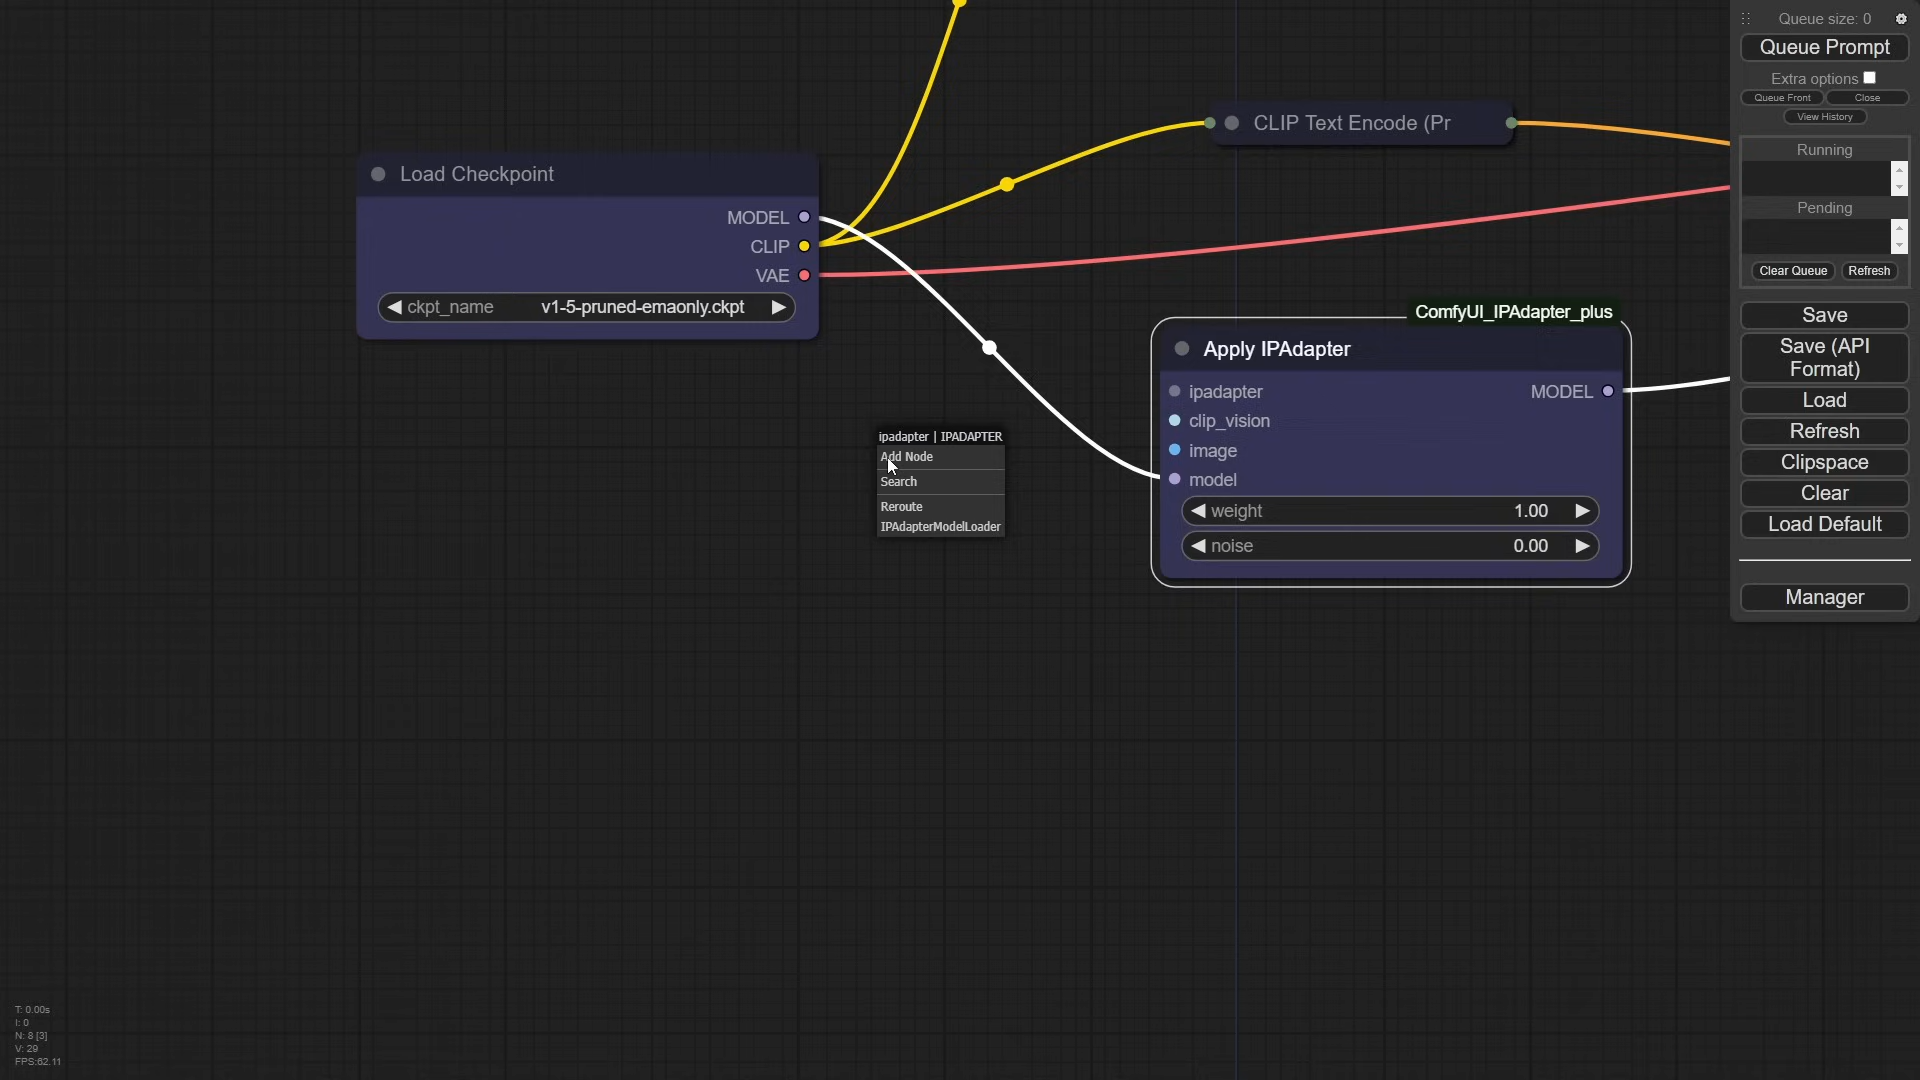 Load Checkpoint
MODEL
CLIP
VAE
ckpt_name v1-5-pruned-emaonly.ckpt
CLIP Text Encode (Pr
ComfyUI_IPAdapter_plus
Apply IPAdapter
ipadapter MODEL
clip_vision
image
model
weight 1.00
noise 0.00
ipadapter | IPADAPTER
Add Node
Search
Reroute
IPAdapterModelLoader
Queue size: 0
Queue Prompt
Extra options
Queue Front Close
View History
Running
Pending
Clear Queue Refresh
Save
Save (API
Format)
Load
Refresh
Clipspace
Clear
Load Default
Manager
T: 0.00s
I: 0
N: 8 [3]
V: 29
FPS:62.11